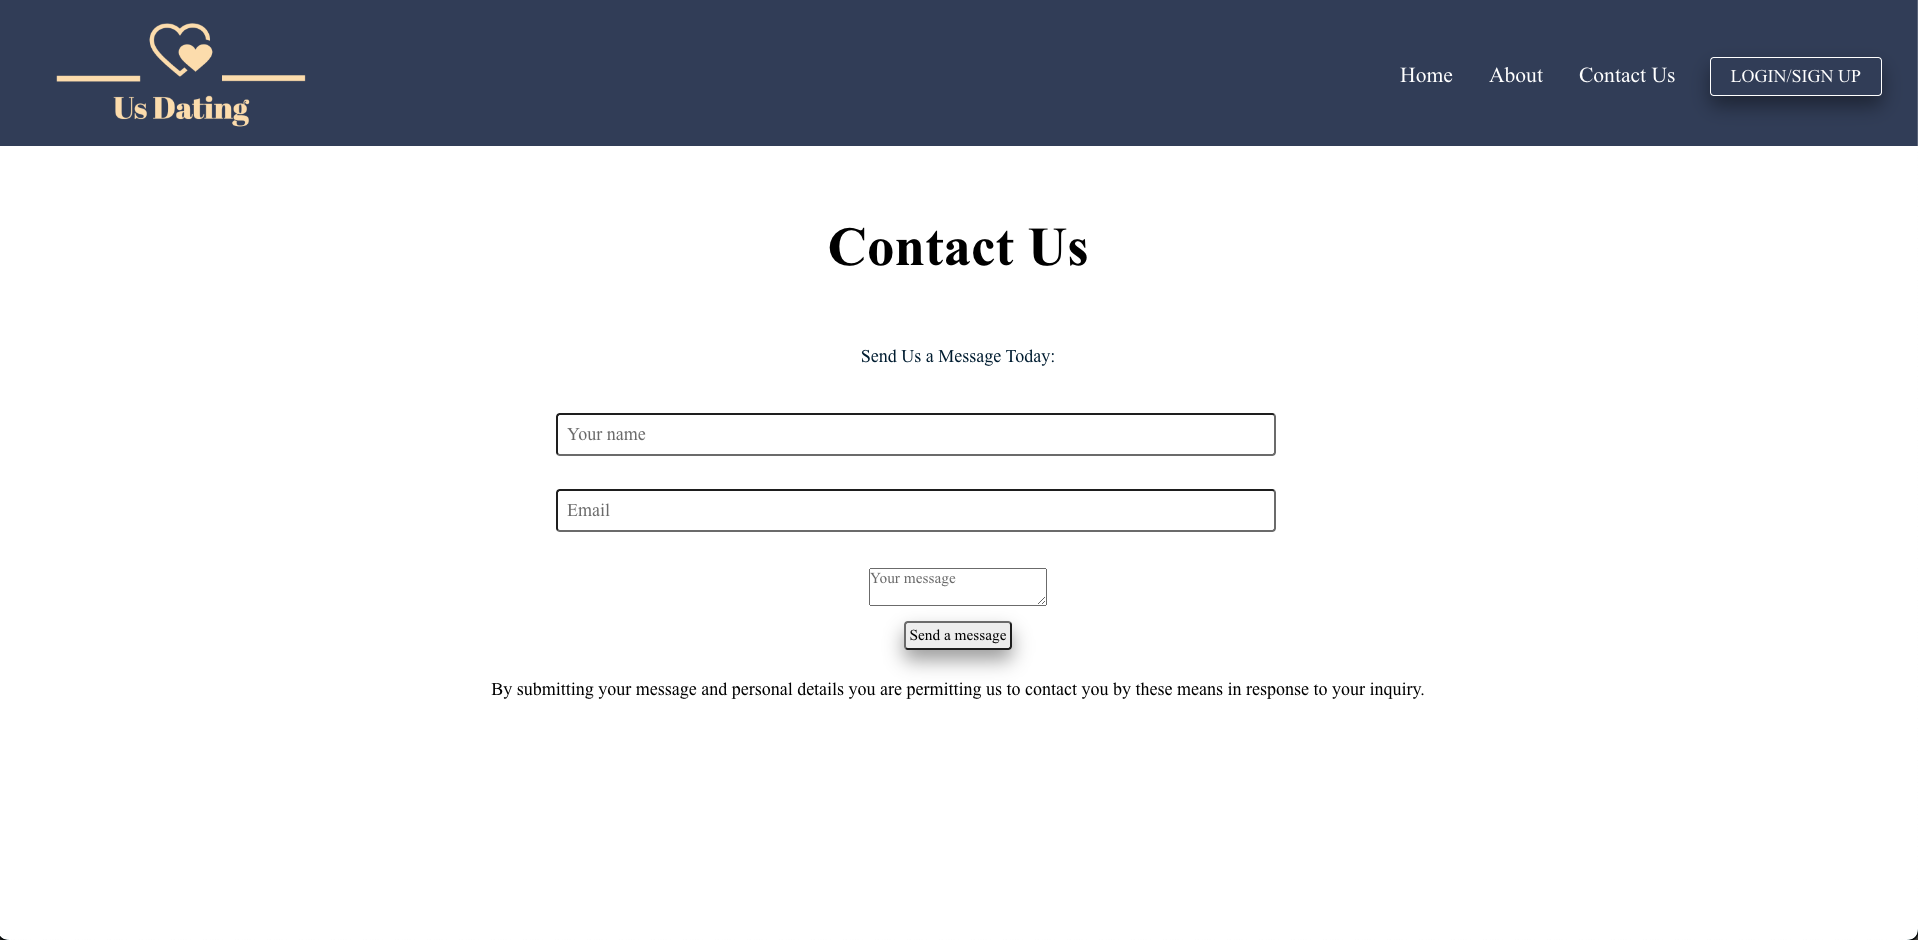 Us Dating
Home
About
Contact Us
LOGIN/SIGN UP
Contact Us
Send Us a Message Today:
Your name
Email
Your message
Send a message
By submitting your message and personal details you are permitting us to contact you by these means in response to your inquiry.